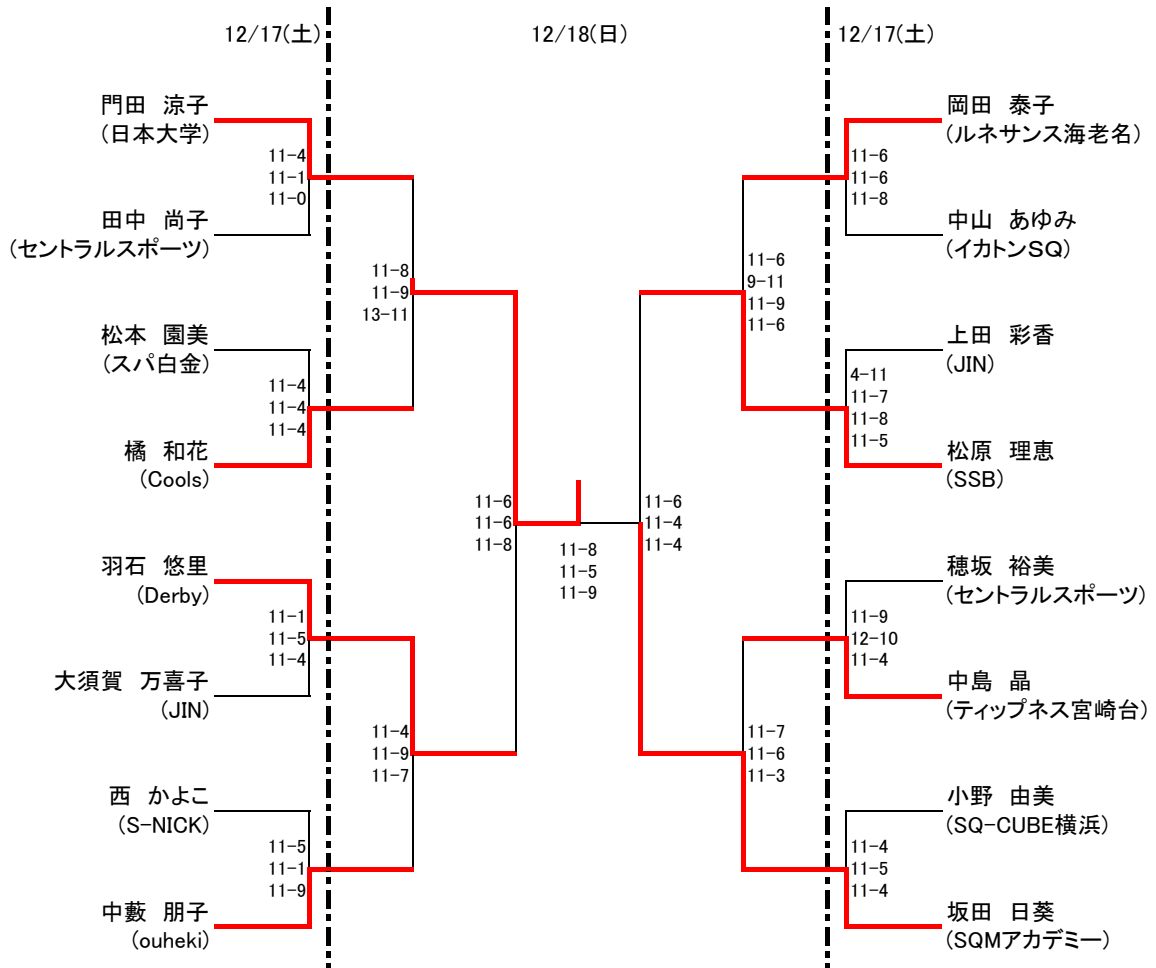 12/17(土)
12/18(日)
12/17(土)
門田 涼子
(日本大学)
11-4
11-1
11-0
田中 尚子
(セントラルスポーツ)
11-8
11-9
13-11
松本 園美
(スパ白金)
11-4
11-4
11-4
橘 和花
(Cools)
11-6
11-6
11-8
羽石 悠里
(Derby)
11-1
11-5
11-4
大須賀 万喜子
(JIN)
11-4
11-9
11-7
西 かよこ
(S-NICK)
11-5
11-1
11-9
中藪 朋子
(ouheki)
11-8
11-5
11-9
岡田 泰子
(ルネサンス海老名)
11-6
11-6
11-8
中山 あゆみ
(イカトンSQ)
11-6
9-11
11-9
11-6
上田 彩香
(JIN)
4-11
11-7
11-8
11-5
松原 理恵
(SSB)
11-6
11-4
11-4
穂坂 裕美
(セントラルスポーツ)
11-9
12-10
11-4
中島 晶
(ティップネス宮崎台)
11-7
11-6
11-3
小野 由美
(SQ-CUBE横浜)
11-4
11-5
11-4
坂田 日葵
(SQMアカデミー)